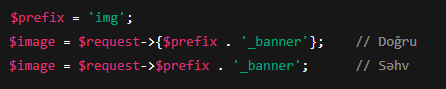 $prefix = 'img';
$image = $request->{$prefix . '_banner'};    // Doğru
$image = $request->$prefix . '_banner';      // Səhv